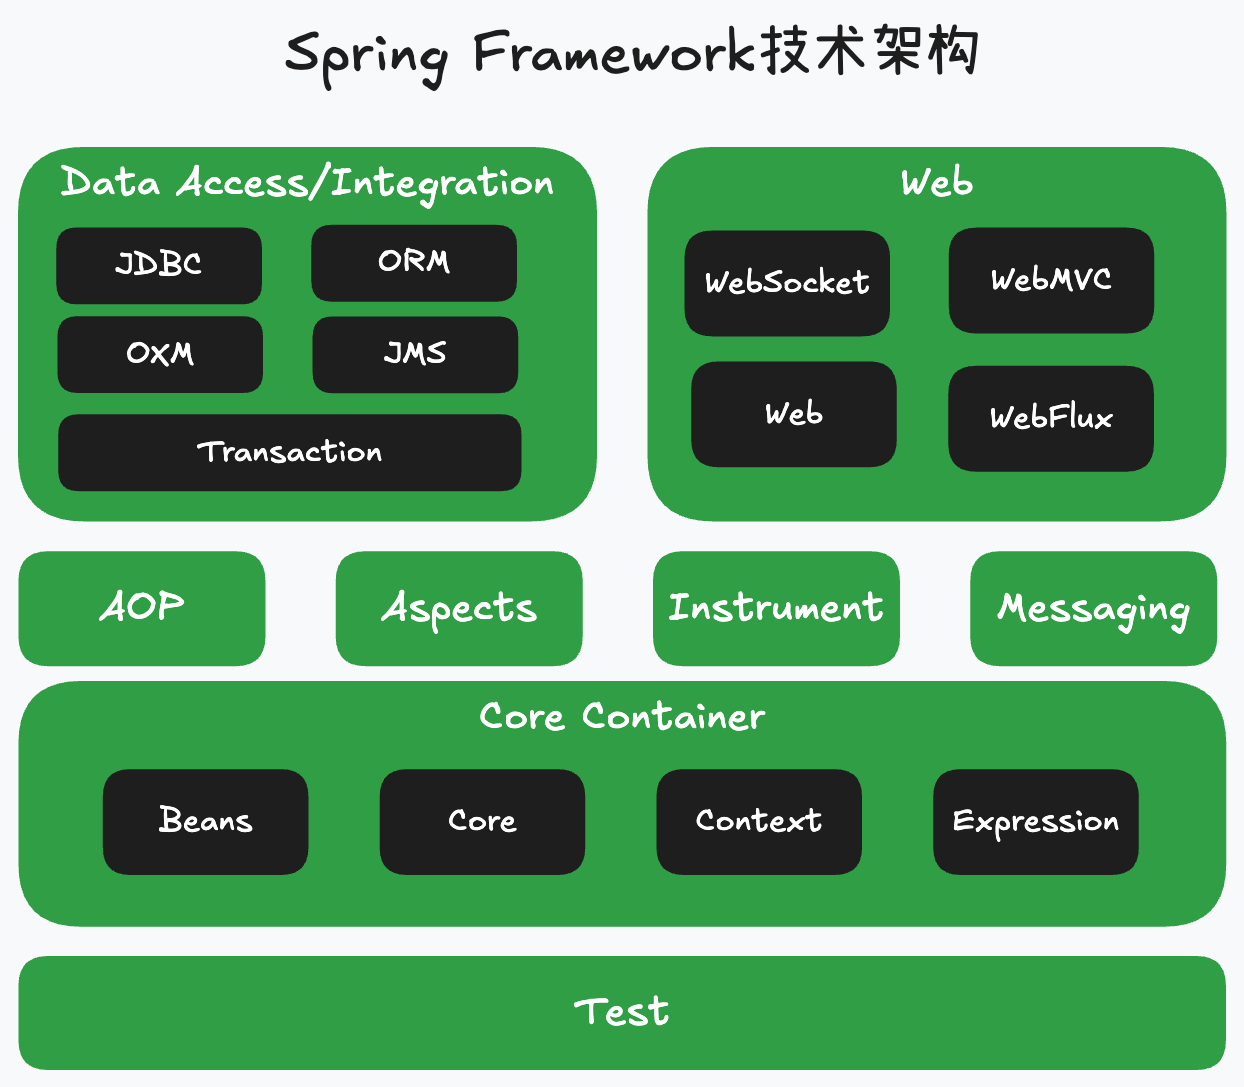 Spring Framework技术架构
Data Access/Integration
JDBC
ORM
OXM
JMS
Transaction
Web
WebSocket
WebMVC
Web
WebFlux
AOP
Aspects
Instrument
Messaging
Core Container
Beans
Core
Context
Expression
Test